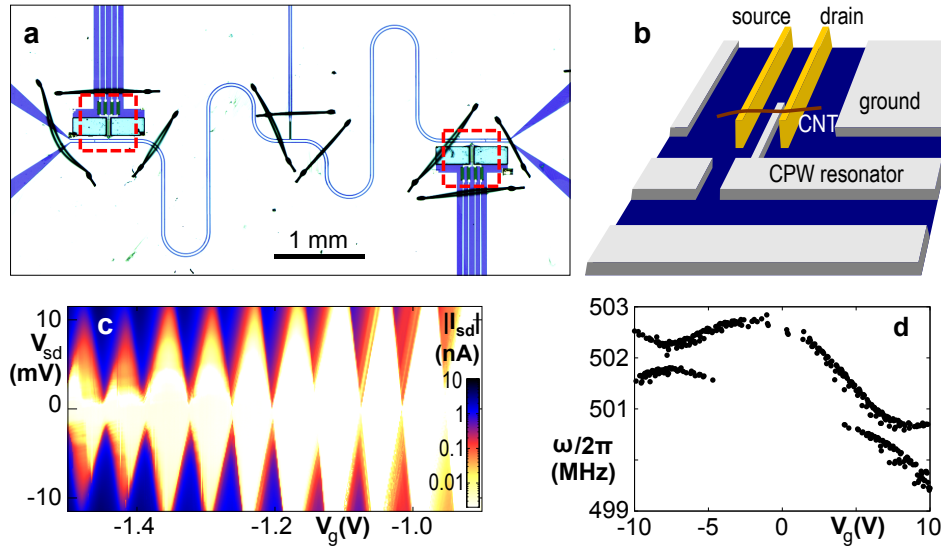 a
1 mm
b
source
drain
ground
CNT
CPW resonator
c
|I_sd|
(nA)
10
1
0.1
0.01
V_sd
(mV)
10
0
-10
-1.4
-1.2
-1.0
V_g(V)
d
503
502
501
499
ω/2π
(MHz)
-10
-5
0
5
10
V_g(V)